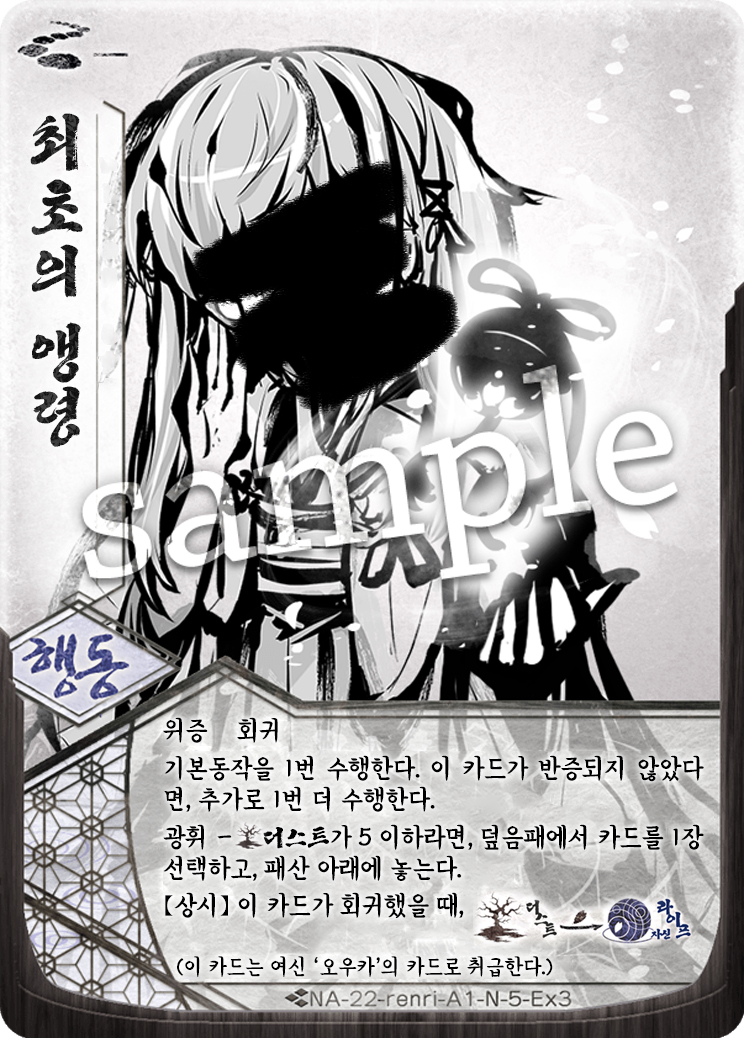 최초의 앵령
sample
행동
위증 회귀
기본동작을 1번 수행한다. 이 카드가 반증되지 않았다
면, 추가로 1번 더 수행한다.
광휘 - 더스트가 5 이하라면, 덮음패에서 카드를 1장
선택하고, 패산 아래에 놓는다.
【상시】 이 카드가 회귀했을 때, 더스트 → 자신 라이프
(이 카드는 여신 '오우카'의 카드로 취급한다.)
NA-22-renri-A1-N-5-Ex3